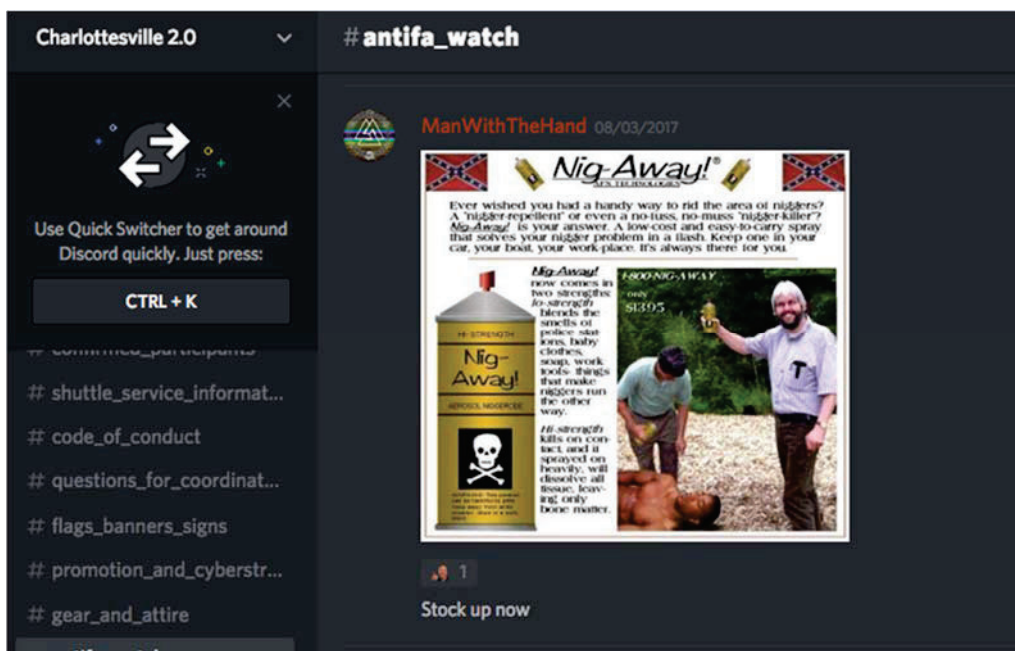 Charlottesville 2.0
#antifa_watch
Use Quick Switcher to get around
Discord quickly. Just press:
CTRL + K
# confirmed_participants
# shuttle_service_informat...
# code_of_conduct
# questions_for_coordinat...
# flags_banners_signs
# promotion_and_cyberstr...
# gear_and_attire
ManWithTheHand 08/03/2017
Nig-Away!®
TECHNOLOGIES
Ever wished you had a handy way to rid the area of niggers?
A "nigger-repellent" or even a no-fuss, no-muss "nigger-killer"?
Nig-Away! is your answer. A low-cost and easy-to-carry spray
that solves your nigger problem in a flash. Keep one in your
car, your boat, your work-place. It's always there for you.
Nig-Away!
now comes in
two strengths:
lo-strength
blends the
smells of
police stat-
ions, baby
clothes,
soap, work
tools- things
that make
niggers run
the other
way.
Hi-strength
kills on con-
tact, and if
sprayed on
heavily, will
dissolve all
tissue, leav-
ing only
bone matter.
HI-STRENGTH
Nig-
Away!
AEROSOL NIGGERCIDE
1-800-NIG-AWAY
only
$13.95
T
1
Stock up now